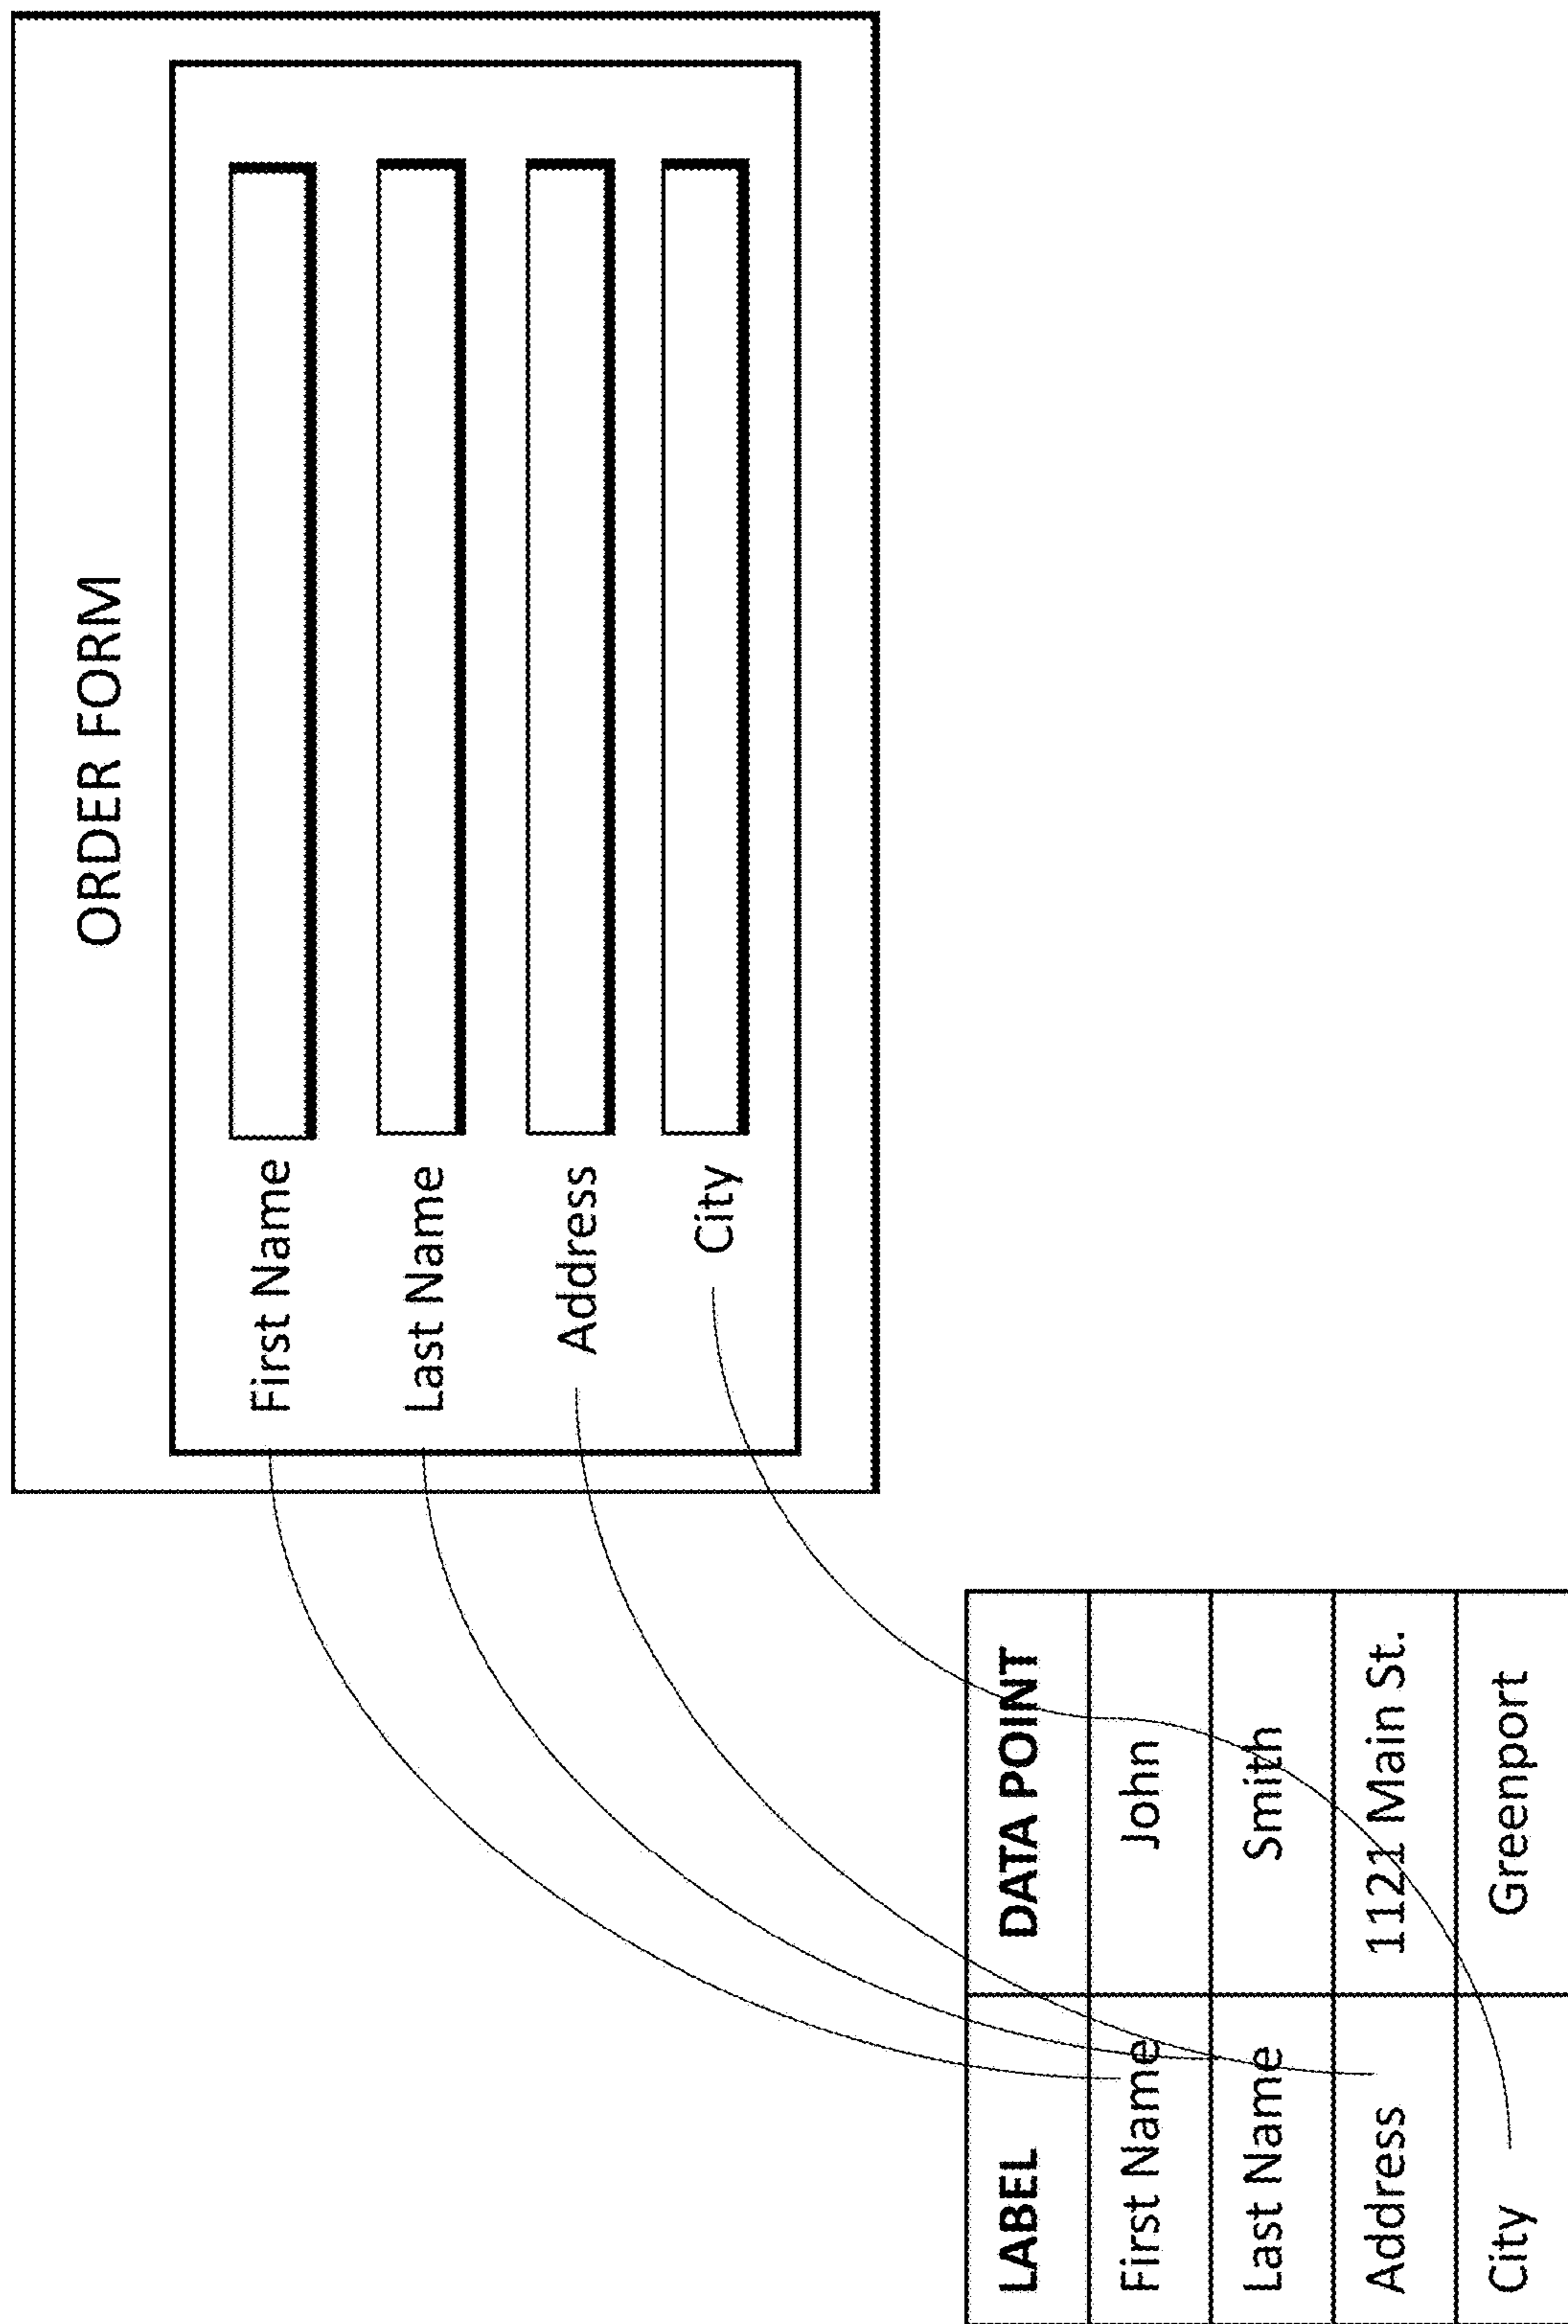 ORDER FORM
First Name
Last Name
Address
City
LABEL DATA POINT
First Name John
Last Name Smith
Address 1121 Main St.
City Greenport